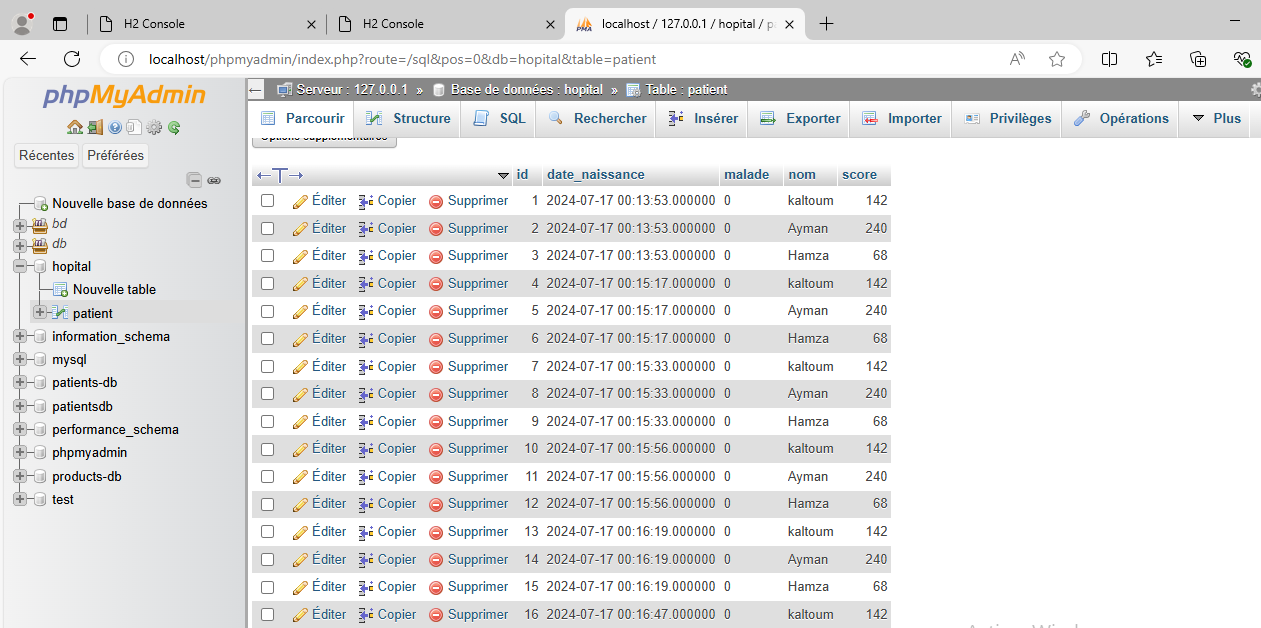 H2 Console
H2 Console
localhost / 127.0.0.1 / hopital / pa
localhost/phpmyadmin/index.php?route=/sql&pos=0&db=hopital&table=patient
phpMyAdmin
Récentes Préférées
Nouvelle base de données
bd
db
hopital
Nouvelle table
patient
information_schema
mysql
patients-db
patientsdb
performance_schema
phpmyadmin
products-db
test
Serveur : 127.0.0.1 » Base de données : hopital » Table : patient
Parcourir Structure SQL Rechercher Insérer Exporter Importer Privilèges Opérations Plus
Options supplémentaires
id date_naissance malade nom score
Éditer Copier Supprimer 1 2024-07-17 00:13:53.000000 0 kaltoum 142
Éditer Copier Supprimer 2 2024-07-17 00:13:53.000000 0 Ayman 240
Éditer Copier Supprimer 3 2024-07-17 00:13:53.000000 0 Hamza 68
Éditer Copier Supprimer 4 2024-07-17 00:15:17.000000 0 kaltoum 142
Éditer Copier Supprimer 5 2024-07-17 00:15:17.000000 0 Ayman 240
Éditer Copier Supprimer 6 2024-07-17 00:15:17.000000 0 Hamza 68
Éditer Copier Supprimer 7 2024-07-17 00:15:33.000000 0 kaltoum 142
Éditer Copier Supprimer 8 2024-07-17 00:15:33.000000 0 Ayman 240
Éditer Copier Supprimer 9 2024-07-17 00:15:33.000000 0 Hamza 68
Éditer Copier Supprimer 10 2024-07-17 00:15:56.000000 0 kaltoum 142
Éditer Copier Supprimer 11 2024-07-17 00:15:56.000000 0 Ayman 240
Éditer Copier Supprimer 12 2024-07-17 00:15:56.000000 0 Hamza 68
Éditer Copier Supprimer 13 2024-07-17 00:16:19.000000 0 kaltoum 142
Éditer Copier Supprimer 14 2024-07-17 00:16:19.000000 0 Ayman 240
Éditer Copier Supprimer 15 2024-07-17 00:16:19.000000 0 Hamza 68
Éditer Copier Supprimer 16 2024-07-17 00:16:47.000000 0 kaltoum 142